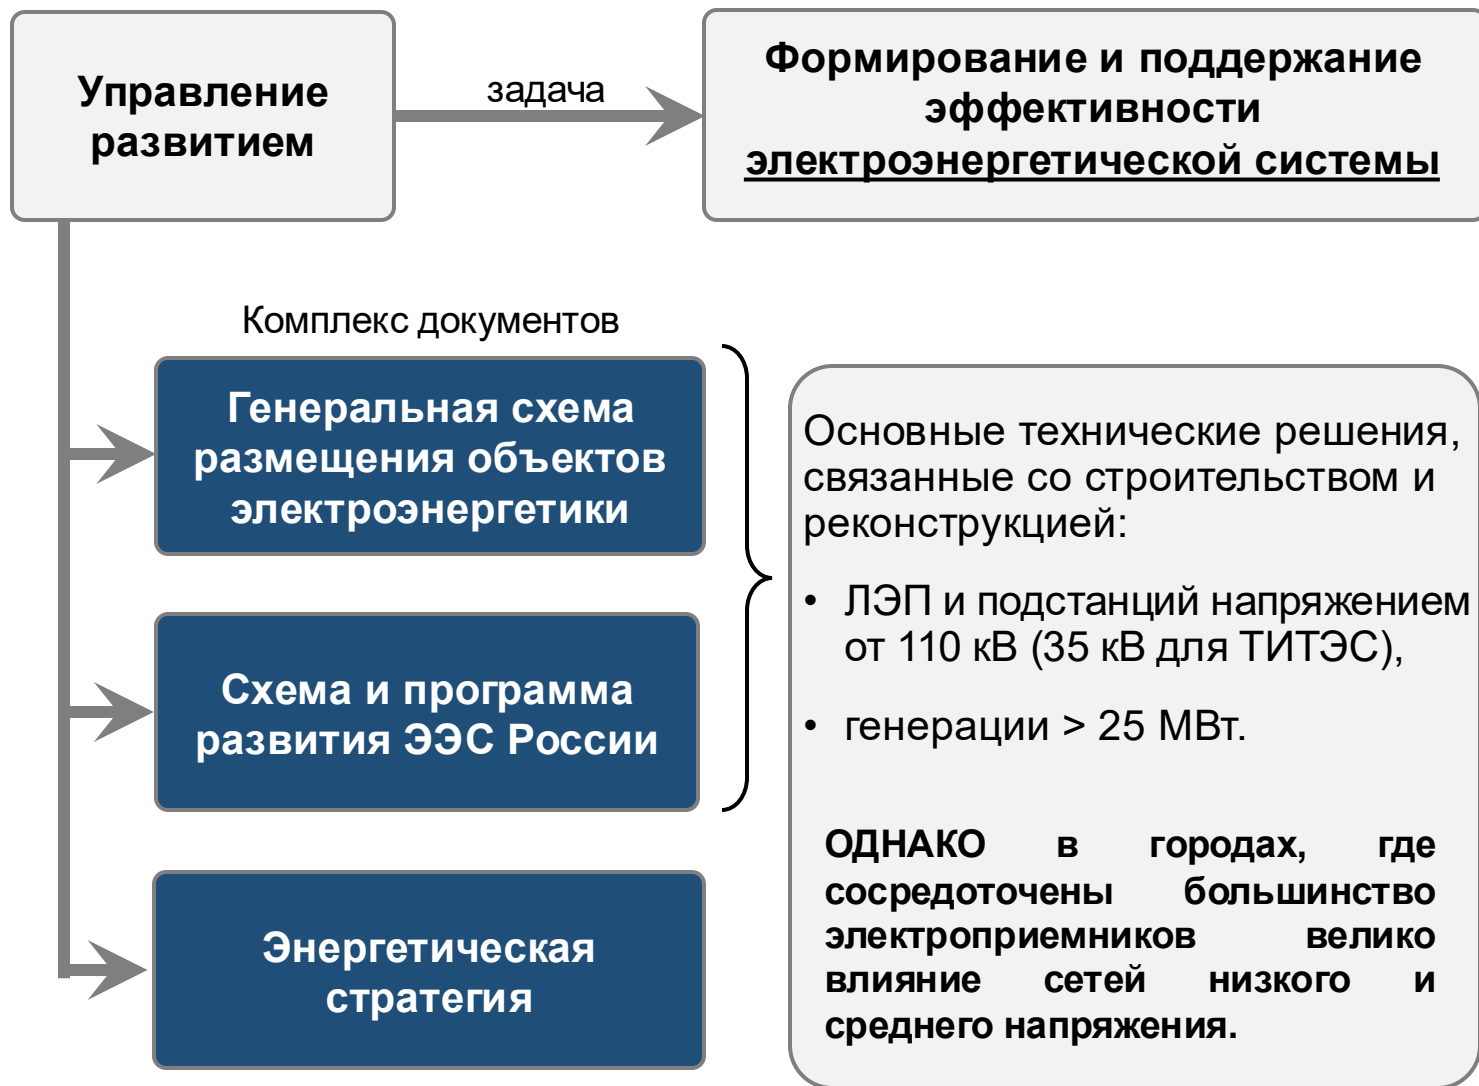 Управление
развитием
задача
Формирование и поддержание
эффективности
электроэнергетической системы
Комплекс документов
Генеральная схема
размещения объектов
электроэнергетики
Схема и программа
развития ЭЭС России
Энергетическая
стратегия
Основные технические решения,
связанные со строительством и
реконструкцией:
• ЛЭП и подстанций напряжением
от 110 кВ (35 кВ для ТИТЭС),
• генерации > 25 МВт.
ОДНАКО в городах, где
сосредоточены большинство
электроприемников велико
влияние сетей низкого и
среднего напряжения.